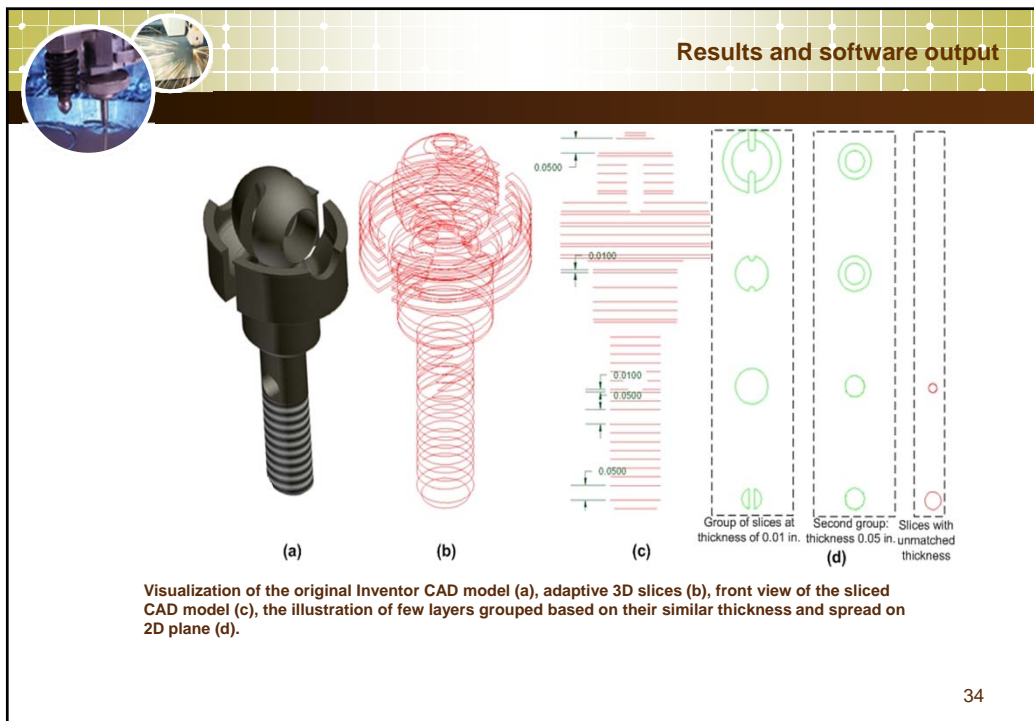 Results and software output
0.0500
0.0100
0.0100
0.0500
0.0500
Group of slices at
thickness of 0.01 in.
Second group:
thickness 0.05 in.
Slices with
unmatched
thickness
(a)
(b)
(c)
(d)
Visualization of the original Inventor CAD model (a), adaptive 3D slices (b), front view of the sliced
CAD model (c), the illustration of few layers grouped based on their similar thickness and spread on
2D plane (d).
34